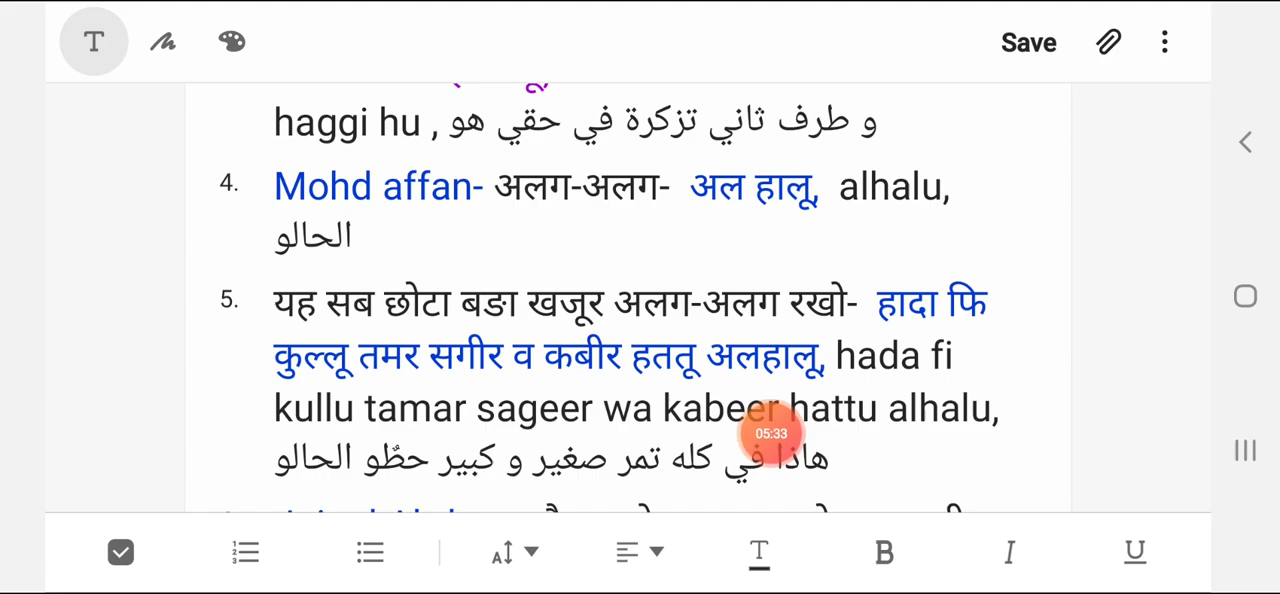 Save
haggi hu , و طرف ثاني تزكرة في حقي هو
4. Mohd affan- अलग-अलग- अल हालू, alhalu,
الحالو
5. यह सब छोटा बङा खजूर अलग-अलग रखो- हादा फि
कुल्लू तमर सगीर व कबीर हततू अलहालू, hada fi
kullu tamar sageer wa kabeer hattu alhalu,
05:33
هاذا في كله تمر صغير و كبير حطّو الحالو